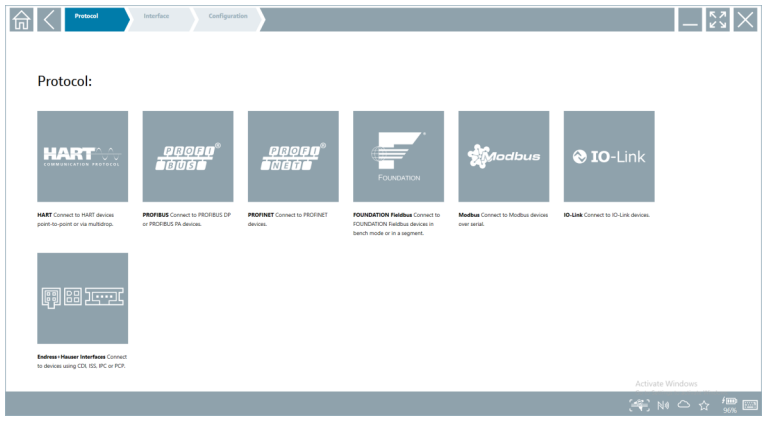 Protocol
Interface
Configuration
Protocol:
HART
COMMUNICATION PROTOCOL
PROFI
BUS
PROFI
NET
FOUNDATION
Modbus
IO-Link
HART Connect to HART devices
point-to-point or via multidrop.
PROFIBUS Connect to PROFIBUS DP
or PROFIBUS PA devices.
PROFINET Connect to PROFINET
devices.
FOUNDATION Fieldbus Connect to
FOUNDATION Fieldbus devices in
bench mode or in a segment.
Modbus Connect to Modbus devices
over serial.
IO-Link Connect to IO-Link devices.
Endress+Hauser Interfaces Connect
to devices using CDI, ISS, IPC or PCP.
Activate Windows
96%